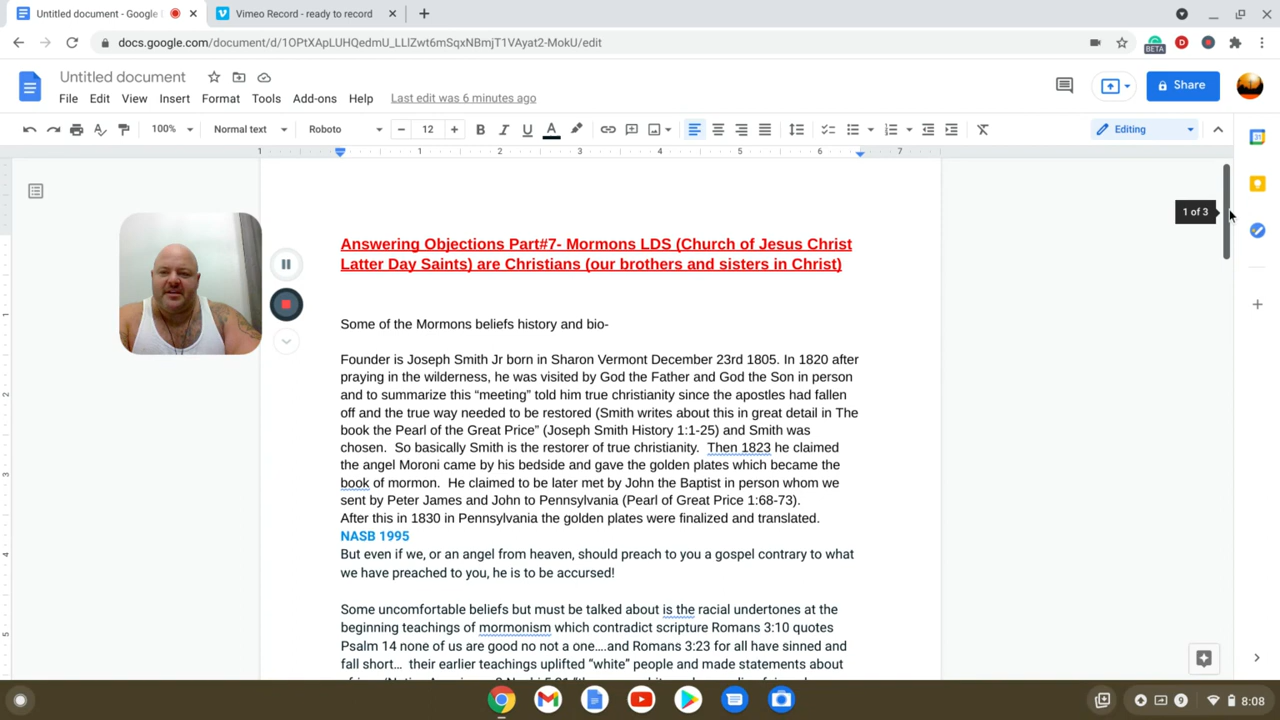 Untitled document - Google
Vimeo Record - ready to record
docs.google.com/document/d/1OPtXApLUHQedmU_LLlZwt6mSqxNBmjT1VAyat2-MokU/edit
BETA
Untitled document
File Edit View Insert Format Tools Add-ons Help Last edit was 6 minutes ago
Share
100% Normal text Roboto 12 B I U A Editing
1 1 2 3 4 5 6 7
1 of 3
Answering Objections Part#7- Mormons LDS (Church of Jesus Christ
Latter Day Saints) are Christians (our brothers and sisters in Christ)
Some of the Mormons beliefs history and bio-
Founder is Joseph Smith Jr born in Sharon Vermont December 23rd 1805. In 1820 after
praying in the wilderness, he was visited by God the Father and God the Son in person
and to summarize this “meeting” told him true christianity since the apostles had fallen
off and the true way needed to be restored (Smith writes about this in great detail in The
book the Pearl of the Great Price” (Joseph Smith History 1:1-25) and Smith was
chosen. So basically Smith is the restorer of true christianity. Then 1823 he claimed
the angel Moroni came by his bedside and gave the golden plates which became the
book of mormon. He claimed to be later met by John the Baptist in person whom we
sent by Peter James and John to Pennsylvania (Pearl of Great Price 1:68-73).
After this in 1830 in Pennsylvania the golden plates were finalized and translated.
NASB 1995
But even if we, or an angel from heaven, should preach to you a gospel contrary to what
we have preached to you, he is to be accursed!
Some uncomfortable beliefs but must be talked about is the racial undertones at the
beginning teachings of mormonism which contradict scripture Romans 3:10 quotes
Psalm 14 none of us are good no not a one….and Romans 3:23 for all have sinned and
fall short… their earlier teachings uplifted “white” people and made statements about
1
2
3
4
5
9 8:08